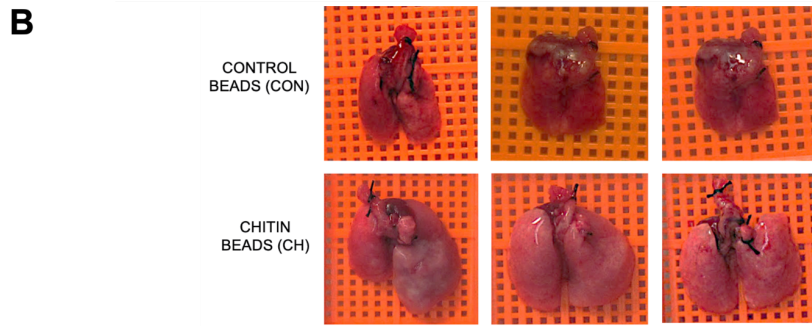 B
CONTROL
BEADS (CON)
CHITIN
BEADS (CH)